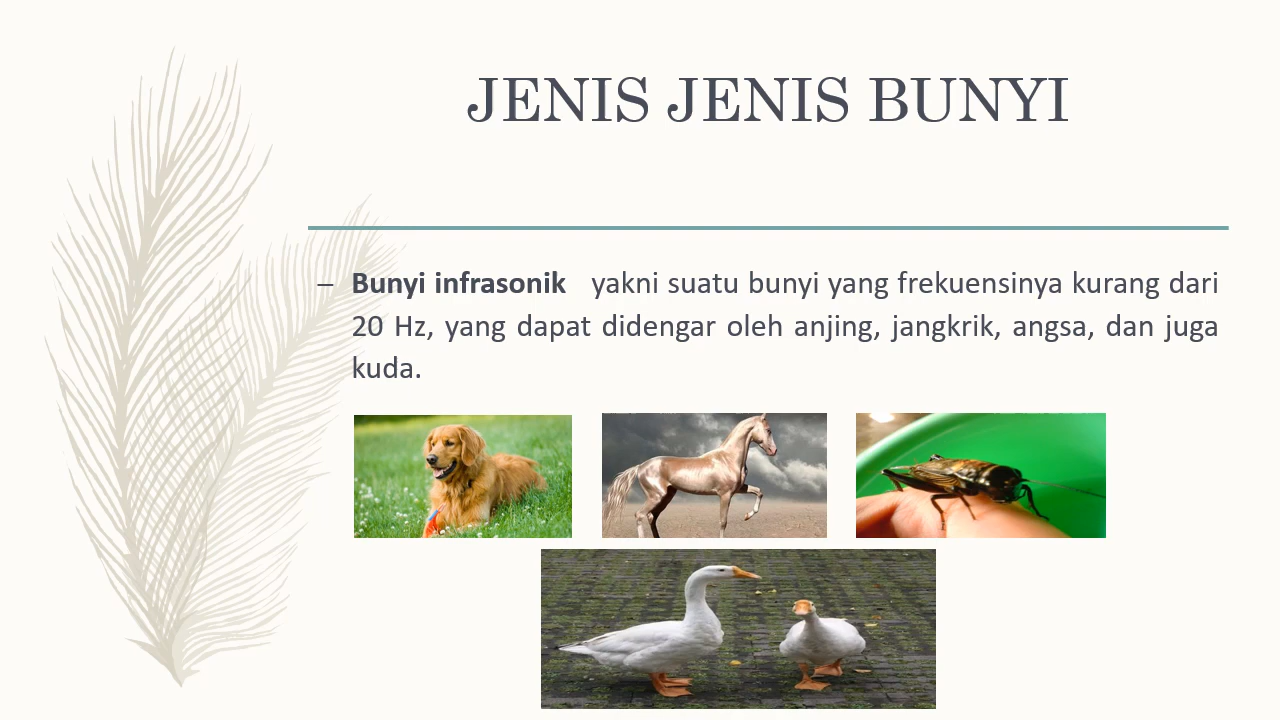 JENIS JENIS BUNYI
– Bunyi infrasonik yakni suatu bunyi yang frekuensinya kurang dari
20 Hz, yang dapat didengar oleh anjing, jangkrik, angsa, dan juga
kuda.